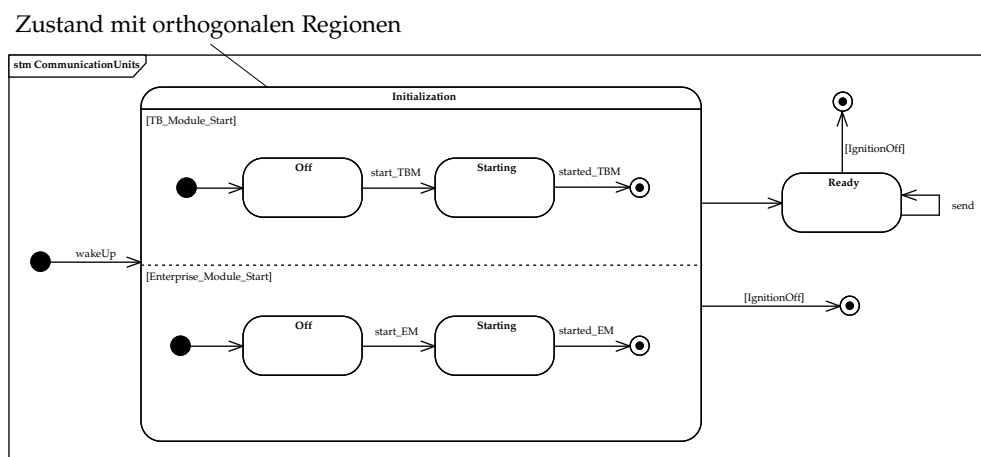 Zustand mit orthogonalen Regionen
stm CommunicationUnits
Initialization
[TB_Module_Start]
Off
start_TBM
Starting
started_TBM
[IgnitionOff]
Ready
send
wakeUp
[Enterprise_Module_Start]
[IgnitionOff]
Off
start_EM
Starting
started_EM